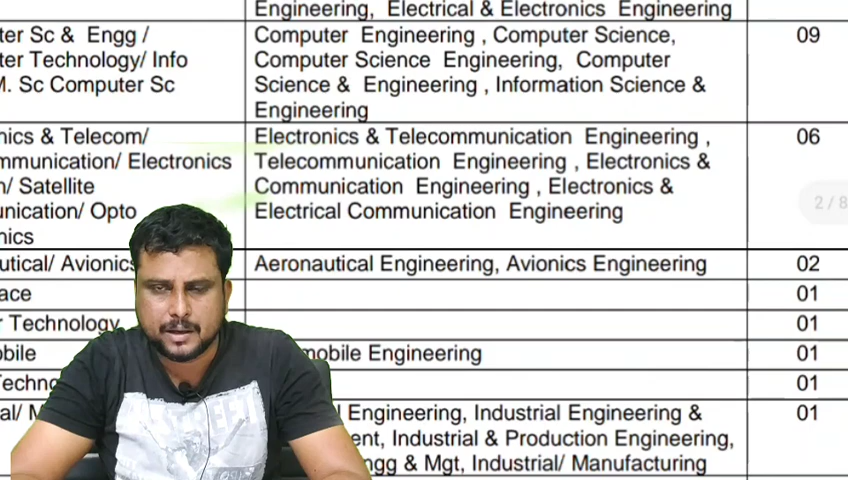 Engineering, Electrical & Electronics Engineering
ter Sc & Engg /
ter Technology/ Info
M. Sc Computer Sc
Computer Engineering , Computer Science,
Computer Science Engineering, Computer
Science & Engineering , Information Science &
Engineering
09
nics & Telecom/
mmunication/ Electronics
n/ Satellite
unication/ Opto
nics
Electronics & Telecommunication Engineering ,
Telecommunication Engineering , Electronics &
Communication Engineering , Electronics &
Electrical Communication Engineering
06
2 / 8
utical/ Avionics
Aeronautical Engineering, Avionics Engineering
02
ace
01
r Technology
01
obile
mobile Engineering
01
Techno
01
al/ M
l Engineering, Industrial Engineering &
ent, Industrial & Production Engineering,
ngg & Mgt, Industrial/ Manufacturing
01